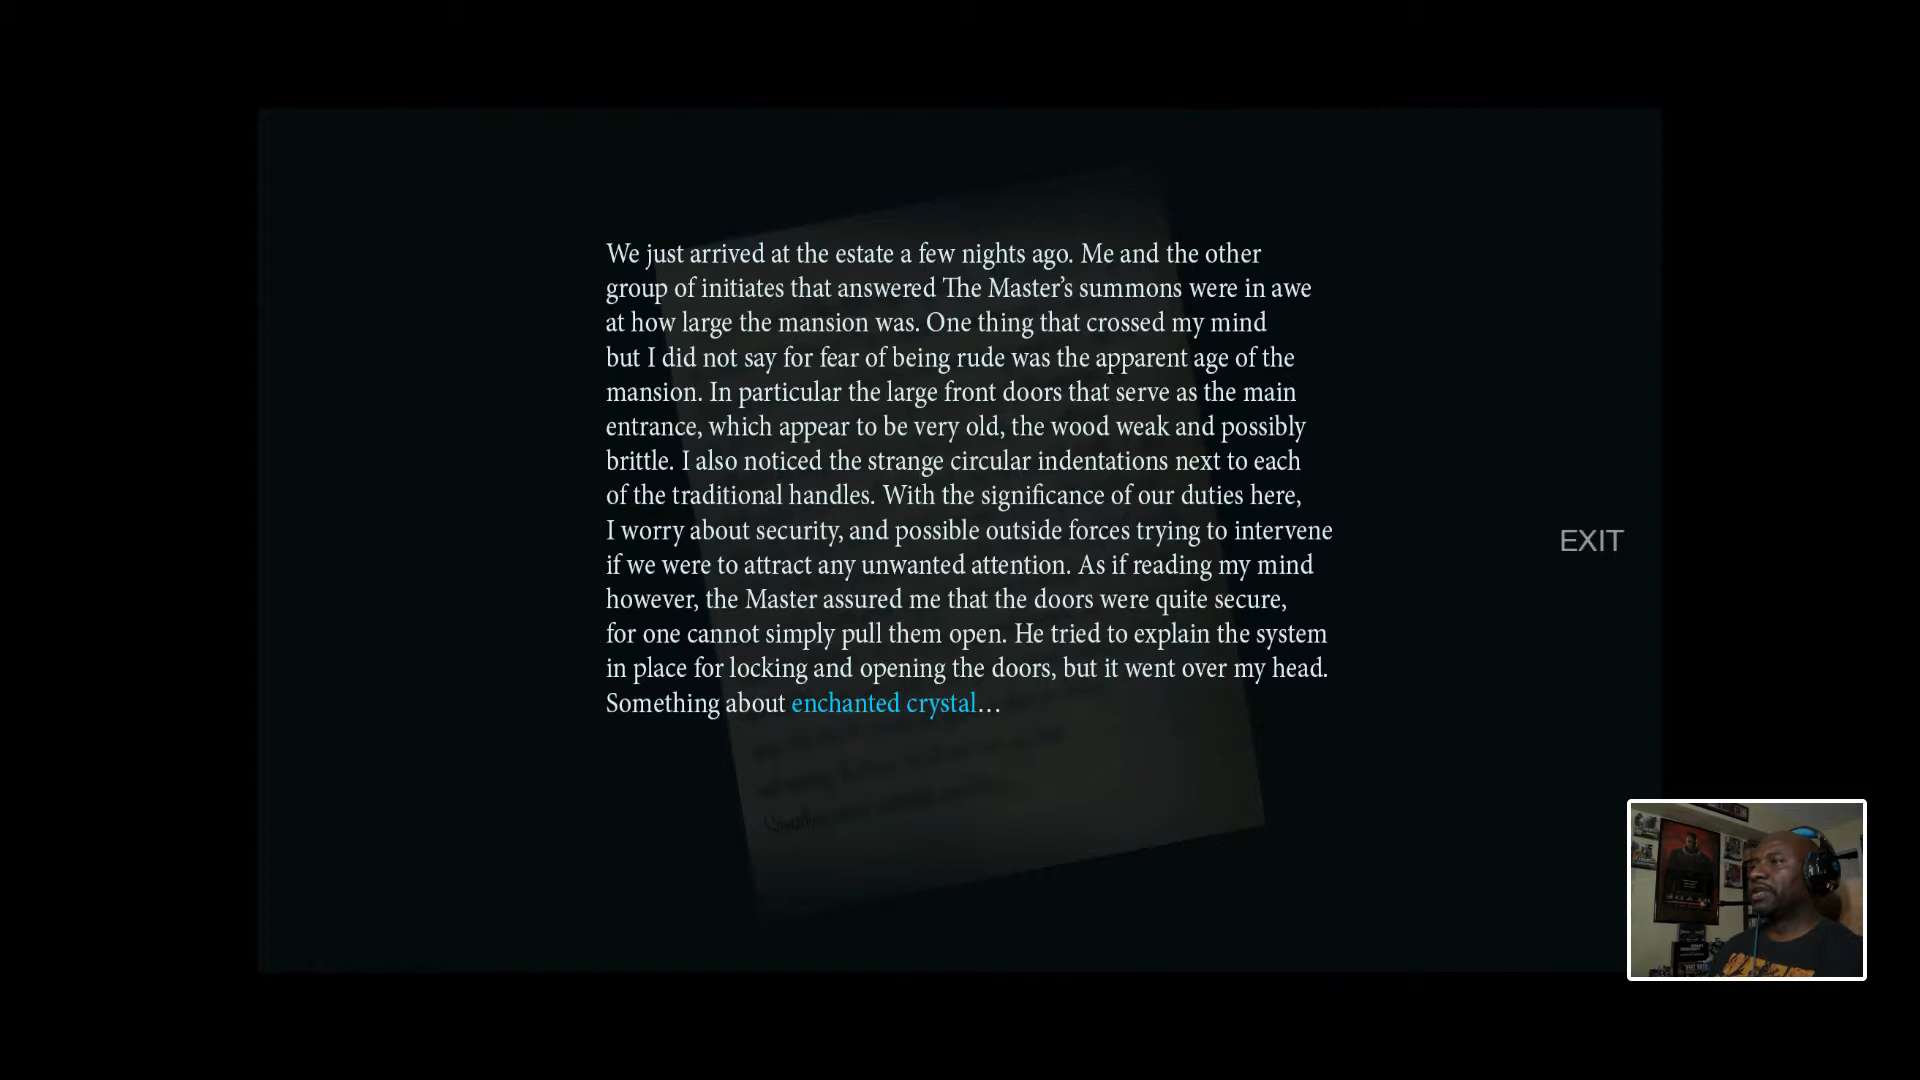 We just arrived at the estate a few nights ago. Me and the other
group of initiates that answered The Master’s summons were in awe
at how large the mansion was. One thing that crossed my mind
but I did not say for fear of being rude was the apparent age of the
mansion. In particular the large front doors that serve as the main
entrance, which appear to be very old, the wood weak and possibly
brittle. I also noticed the strange circular indentations next to each
of the traditional handles. With the significance of our duties here,
I worry about security, and possible outside forces trying to intervene
if we were to attract any unwanted attention. As if reading my mind
however, the Master assured me that the doors were quite secure,
for one cannot simply pull them open. He tried to explain the system
in place for locking and opening the doors, but it went over my head.
Something about enchanted crystal…
EXIT